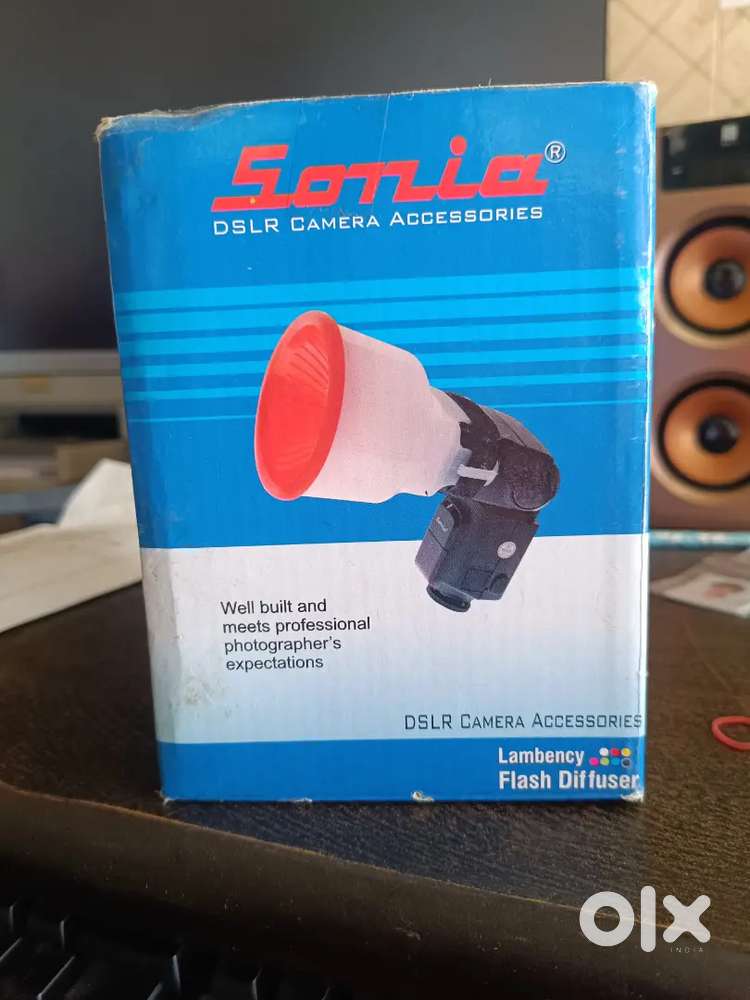 Sonia®
DSLR CAMERA ACCESSORIES
Well built and
meets professional
photographer's
expectations
DSLR CAMERA ACCESSORIES
Lambency
Flash Diffuser
olx
INDIA